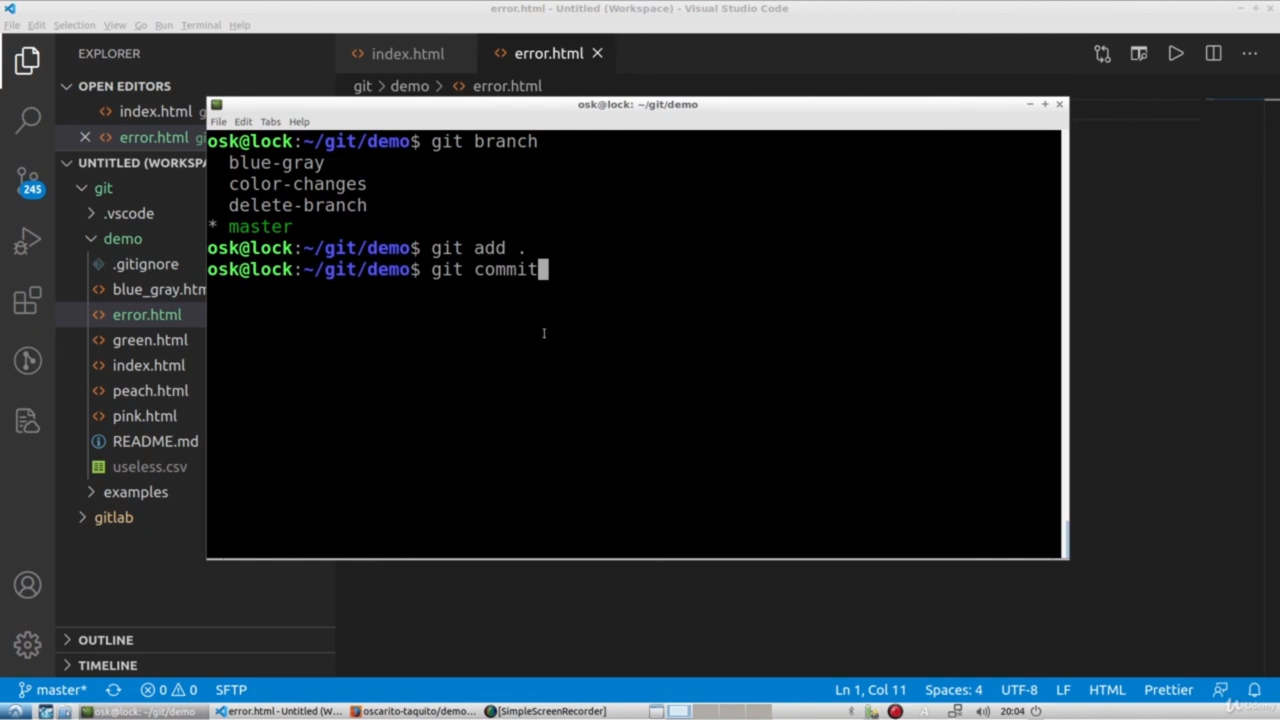 error.html - Untitled (Workspace) - Visual Studio Code
File Edit Selection View Go Run Terminal Help
EXPLORER
index.html
error.html
OPEN EDITORS
git > demo > error.html
index.html g
error.html gi
UNTITLED (WORKSPA
git
.vscode
demo
.gitignore
blue_gray.htm
error.html
green.html
index.html
peach.html
pink.html
README.md
useless.csv
examples
gitlab
245
OUTLINE
TIMELINE
osk@lock: ~/git/demo
File Edit Tabs Help
osk@lock:~/git/demo$ git branch
blue-gray
color-changes
delete-branch
* master
osk@lock:~/git/demo$ git add .
osk@lock:~/git/demo$ git commit
master* 0 0 SFTP Ln 1, Col 11 Spaces: 4 UTF-8 LF HTML Prettier
osk@lock: ~/git/demo error.html - Untitled (W... oscarito-taquito/demo... [SimpleScreenRecorder] 20:04
Udemy